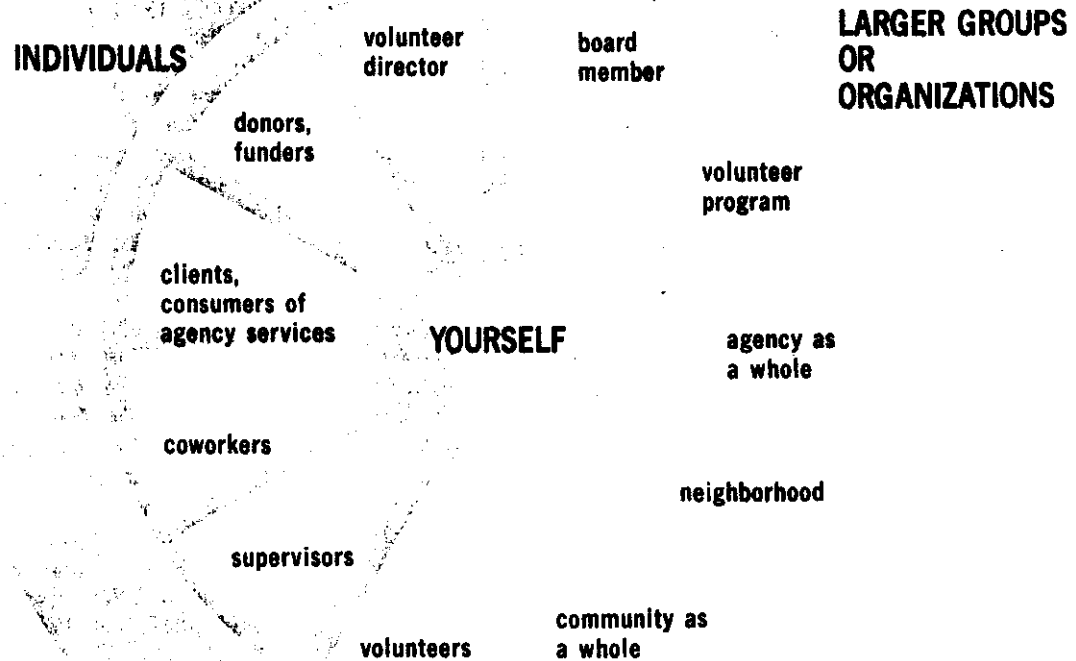 INDIVIDUALS
volunteer
director
board
member
LARGER GROUPS
OR
ORGANIZATIONS
donors,
funders
volunteer
program
clients,
consumers of
agency services
YOURSELF
agency as
a whole
coworkers
neighborhood
supervisors
volunteers
community as
a whole